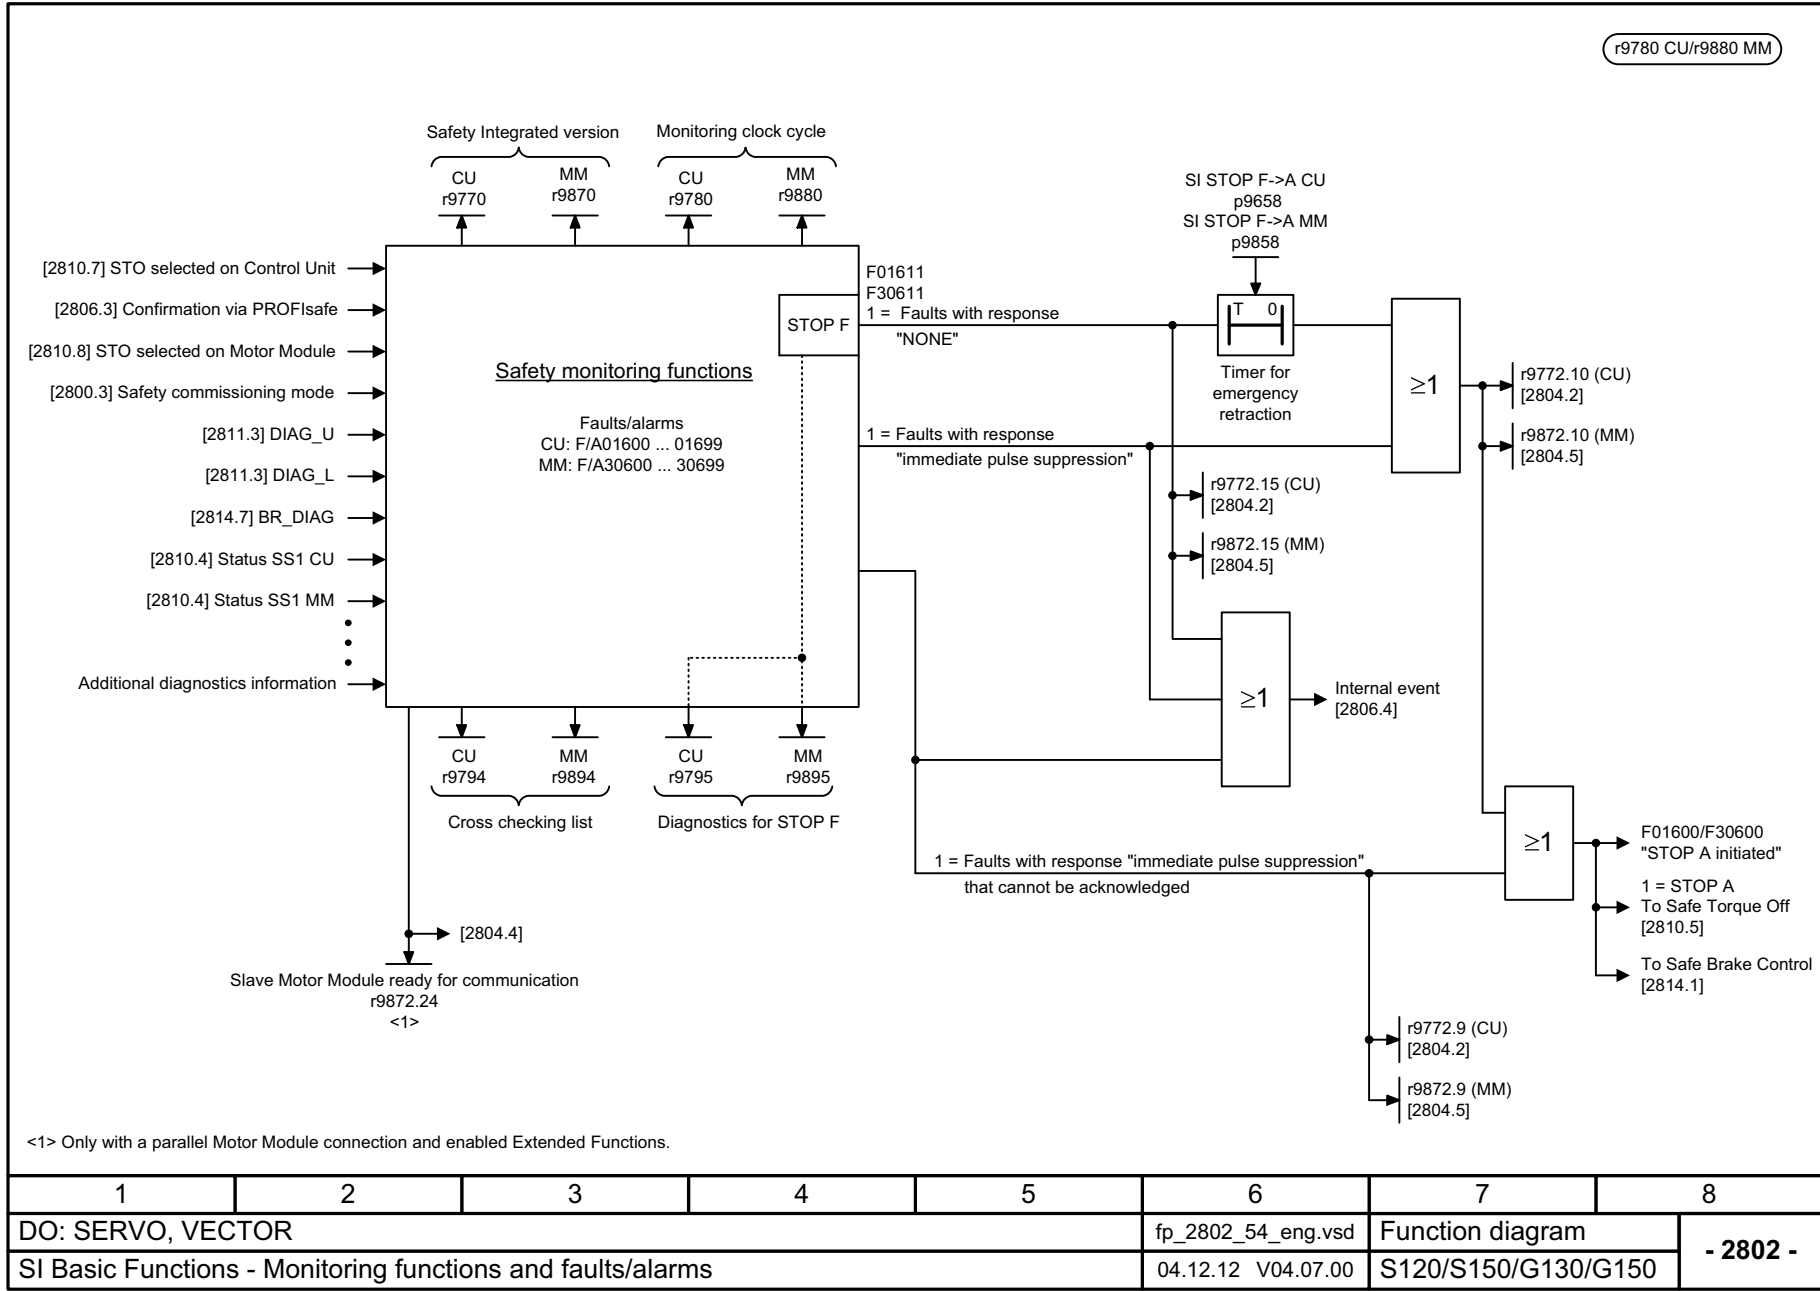 r9780 CU/r9880 MM
Safety Integrated version
Monitoring clock cycle
CU
r9770
MM
r9870
CU
r9780
MM
r9880
SI STOP F->A CU
p9658
SI STOP F->A MM
p9858
[2810.7] STO selected on Control Unit
[2806.3] Confirmation via PROFIsafe
[2810.8] STO selected on Motor Module
[2800.3] Safety commissioning mode
[2811.3] DIAG_U
[2811.3] DIAG_L
[2814.7] BR_DIAG
[2810.4] Status SS1 CU
[2810.4] Status SS1 MM
Additional diagnostics information
Safety monitoring functions
Faults/alarms
CU: F/A01600 ... 01699
MM: F/A30600 ... 30699
STOP F
F01611
F30611
1 = Faults with response
"NONE"
T 0
Timer for
emergency
retraction
≥1
r9772.10 (CU)
[2804.2]
r9872.10 (MM)
[2804.5]
1 = Faults with response
"immediate pulse suppression"
r9772.15 (CU)
[2804.2]
r9872.15 (MM)
[2804.5]
≥1
Internal event
[2806.4]
CU
r9794
MM
r9894
CU
r9795
MM
r9895
Cross checking list
Diagnostics for STOP F
1 = Faults with response "immediate pulse suppression"
that cannot be acknowledged
≥1
F01600/F30600
"STOP A initiated"
1 = STOP A
To Safe Torque Off
[2810.5]
To Safe Brake Control
[2814.1]
[2804.4]
Slave Motor Module ready for communication
r9872.24
<1>
r9772.9 (CU)
[2804.2]
r9872.9 (MM)
[2804.5]
<1> Only with a parallel Motor Module connection and enabled Extended Functions.
1 2 3 4 5 6 7 8
DO: SERVO, VECTOR
fp_2802_54_eng.vsd
Function diagram
- 2802 -
SI Basic Functions - Monitoring functions and faults/alarms
04.12.12 V04.07.00
S120/S150/G130/G150